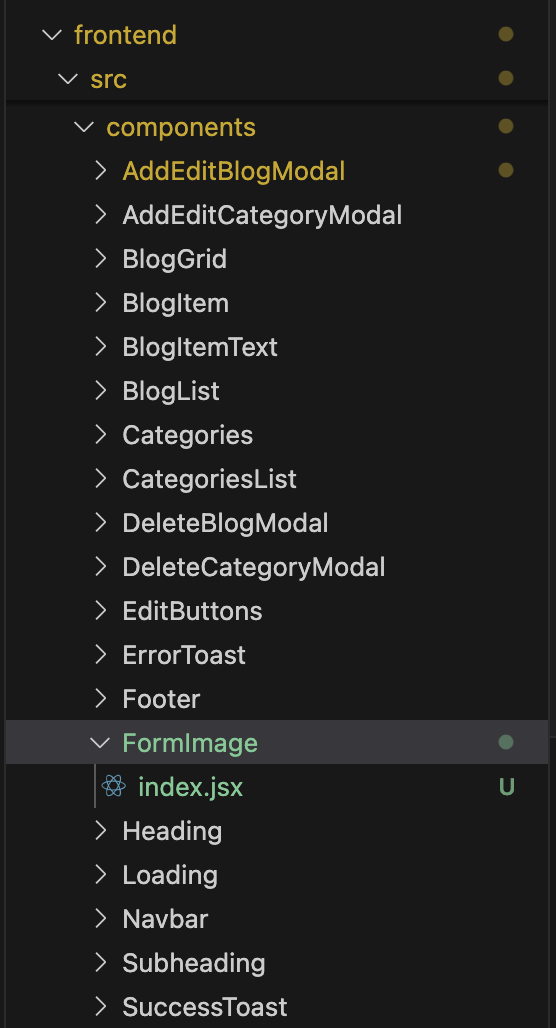 frontend
src
components
AddEditBlogModal
AddEditCategoryModal
BlogGrid
BlogItem
BlogItemText
BlogList
Categories
CategoriesList
DeleteBlogModal
DeleteCategoryModal
EditButtons
ErrorToast
Footer
FormImage
index.jsx U
Heading
Loading
Navbar
Subheading
SuccessToast